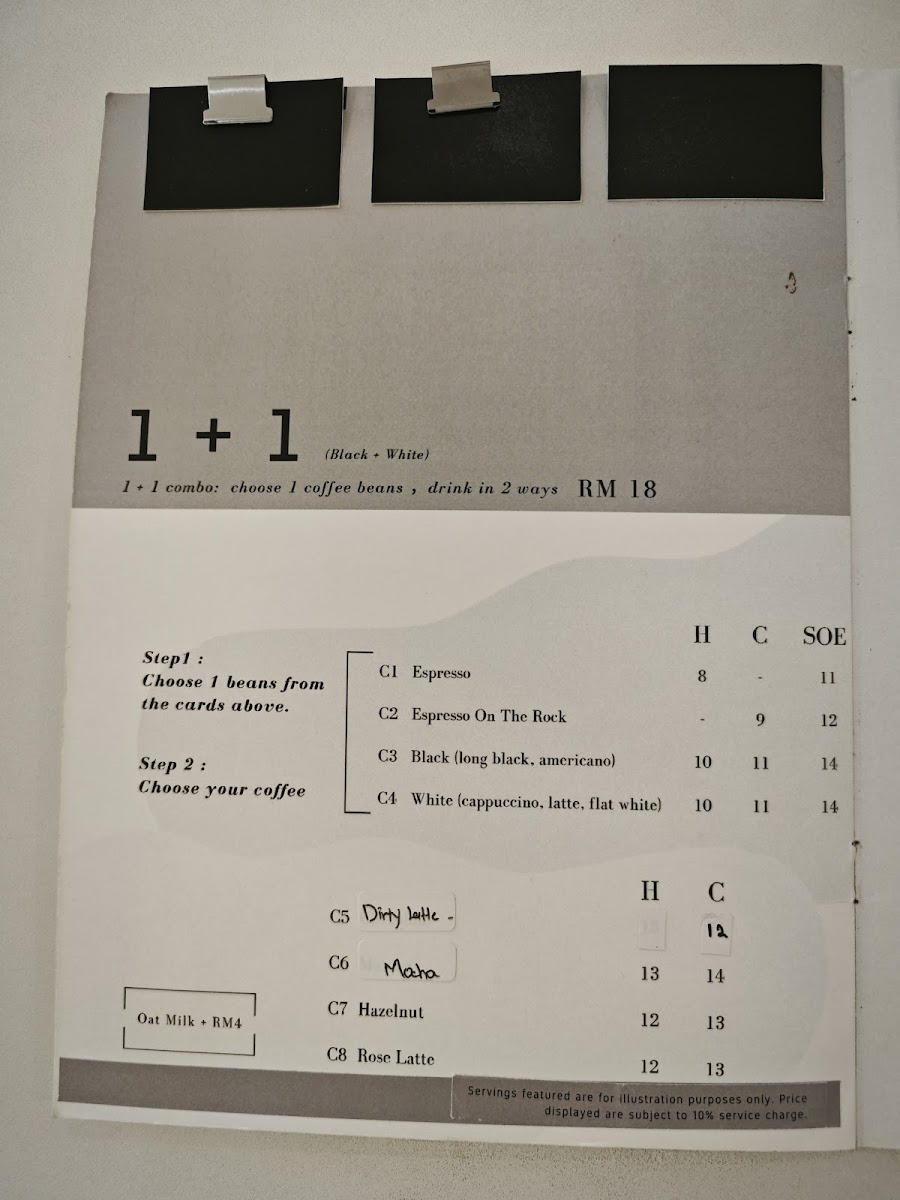 1 + 1 (Black + White)
1 + 1 combo: choose 1 coffee beans , drink in 2 ways RM 18
H C SOE
Step1 :
Choose 1 beans from
the cards above.
Step 2 :
Choose your coffee
C1 Espresso 8 - 11
C2 Espresso On The Rock - 9 12
C3 Black (long black, americano) 10 11 14
C4 White (cappuccino, latte, flat white) 10 11 14
H C
C5 Dirty latte - 12
C6 Mocha 13 14
C7 Hazelnut 12 13
C8 Rose Latte 12 13
Oat Milk + RM4
Servings featured are for illustration purposes only. Price
displayed are subject to 10% service charge.